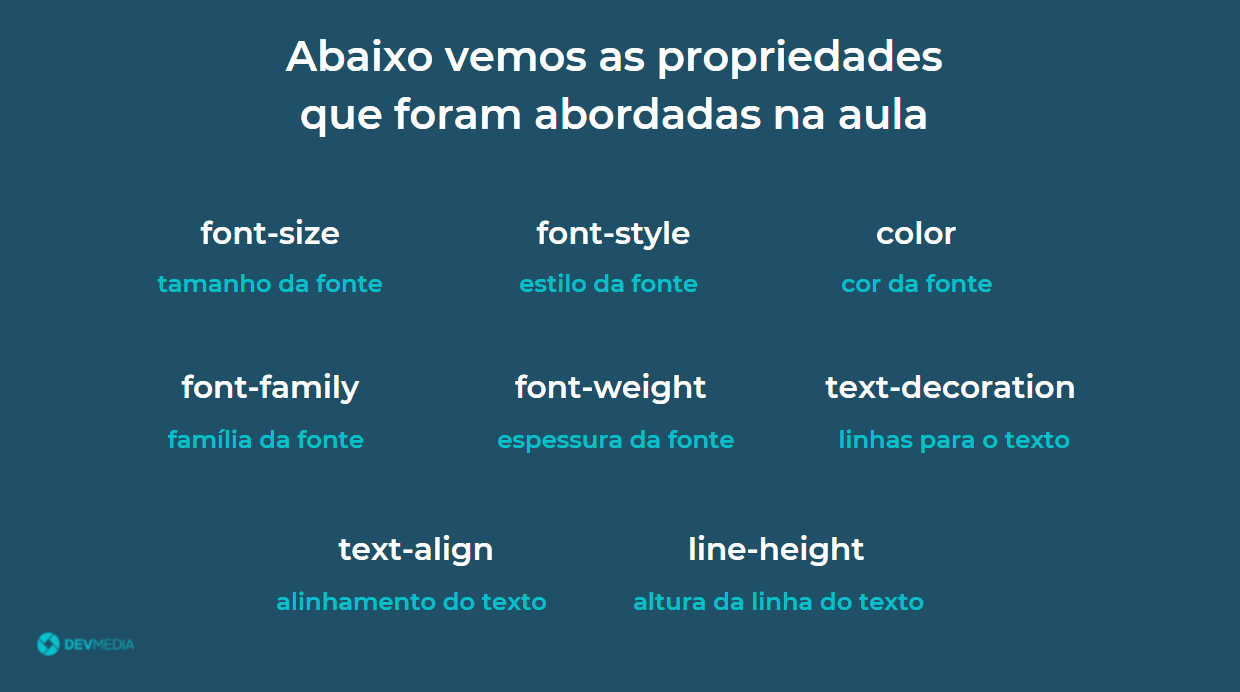 Abaixo vemos as propriedades
que foram abordadas na aula
font-size
tamanho da fonte
font-style
estilo da fonte
color
cor da fonte
font-family
família da fonte
font-weight
espessura da fonte
text-decoration
linhas para o texto
text-align
alinhamento do texto
line-height
altura da linha do texto
DEVMEDIA